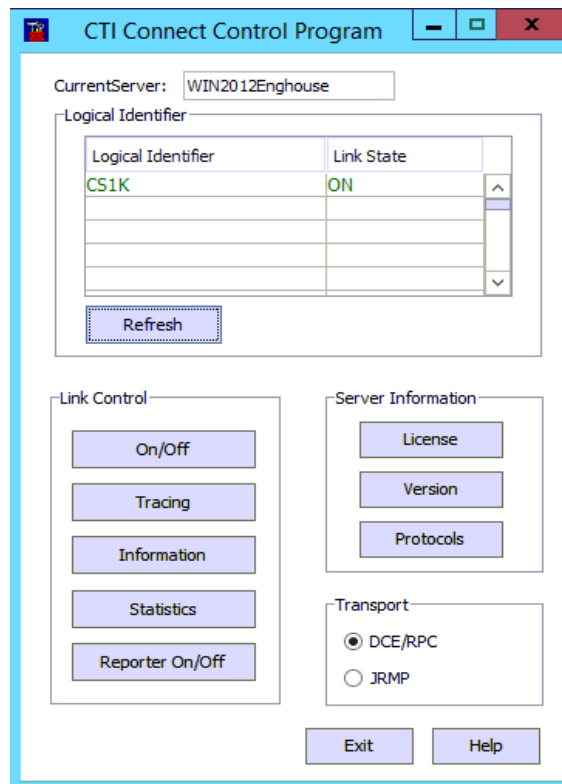 CTI Connect Control Program
CurrentServer: WIN2012Enghouse
Logical Identifier
Logical Identifier Link State
CS1K ON
Refresh
Link Control
On/Off
Tracing
Information
Statistics
Reporter On/Off
Server Information
License
Version
Protocols
Transport
DCE/RPC
JRMP
Exit Help